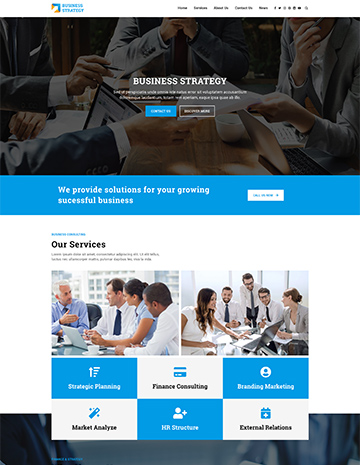 BUSINESS
STRATEGY
Home Services About Us Contact Us News
BUSINESS STRATEGY
Sed ut perspiciatis unde omnis iste natus error sit voluptatem accusantium
doloremque laudantium, totam rem aperiam, eaque ipsa quae ab illo.
CONTACT US
DISCOVER MORE
We provide solutions for your growing
sucessful business
CALL US NOW
BUSINESS CONSULTING
Our Services
Lorem ipsum dolor sit amet, consectetur adipiscing elit, ut
luctus nec ullamcorper mattis, pulvinar dapibus leo, mis is vide.
Strategic Planning
Finance Consulting
Branding Marketing
Market Analyze
HR Structure
External Relations